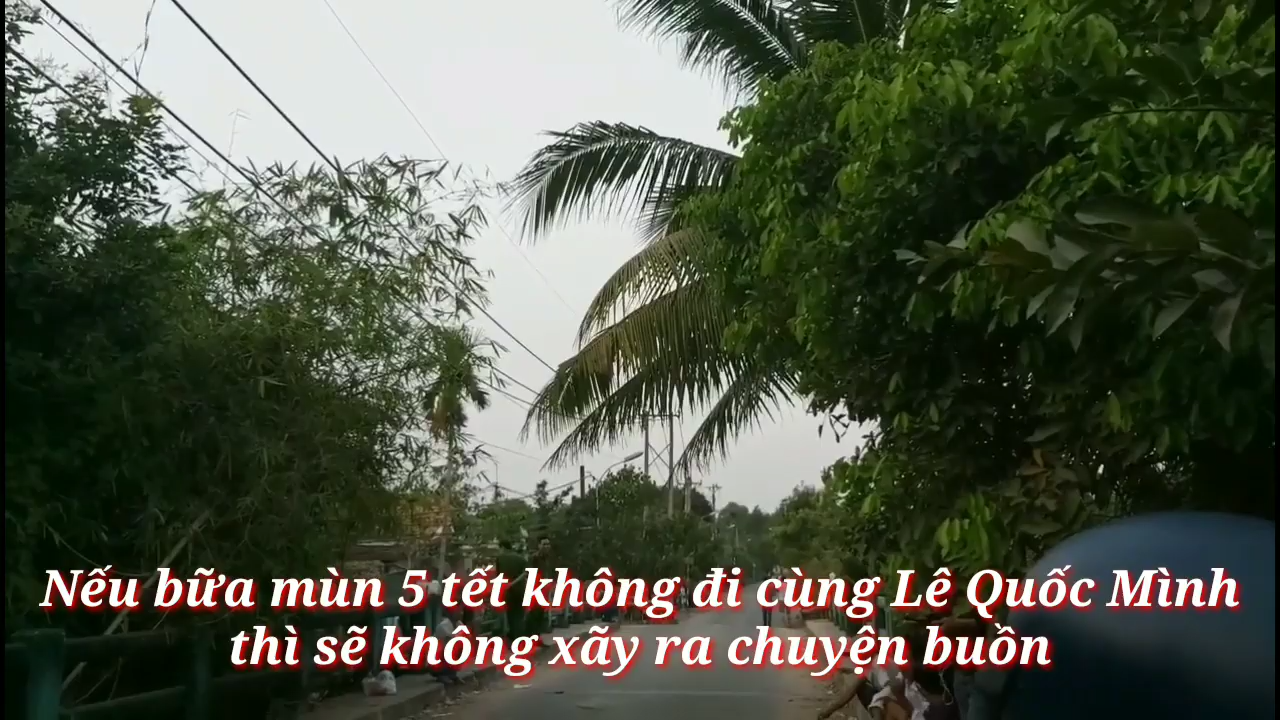 Nếu bữa mùn 5 tết không đi cùng Lê Quốc Mình
thì sẽ không xãy ra chuyện buồn